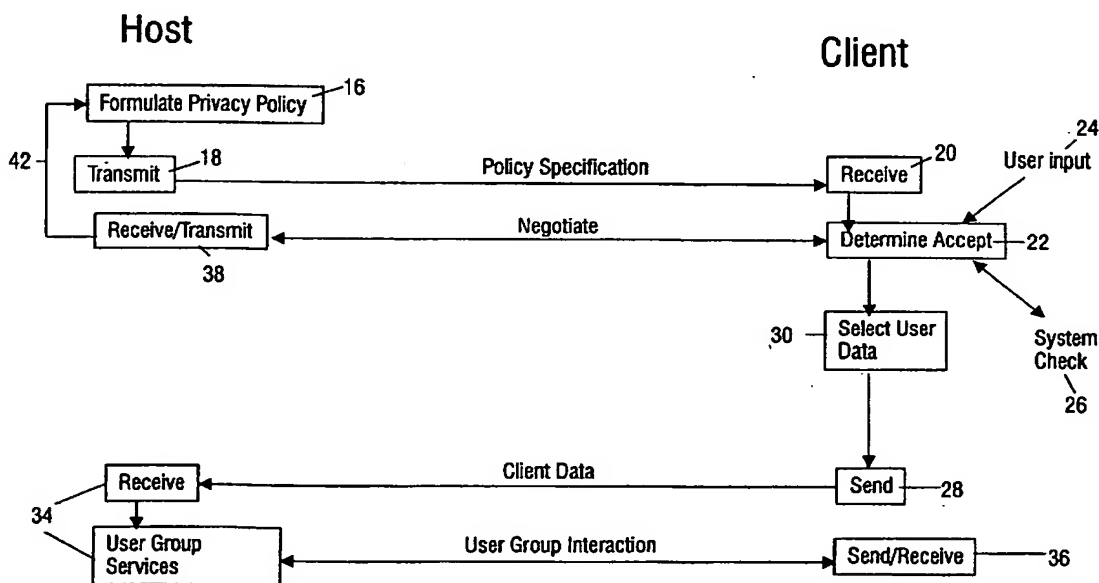 Host
Client
Formulate Privacy Policy
16
42
Transmit
18
Policy Specification
Receive
20
24
User input
Receive/Transmit
38
Negotiate
Determine Accept
22
30
Select User
Data
System
Check
26
Receive
Client Data
Send
28
34
User Group
Services
User Group Interaction
Send/Receive
36